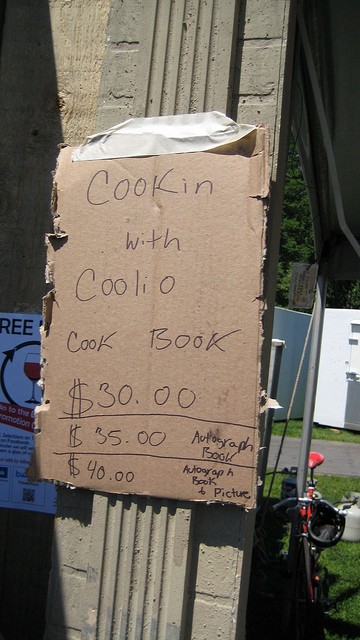 Cookin
with
Coolio
COOK BOOK
$30.00
$ 35.00 Autograph
Book
$ 40.00 Autograph
Book
& Picture
REE